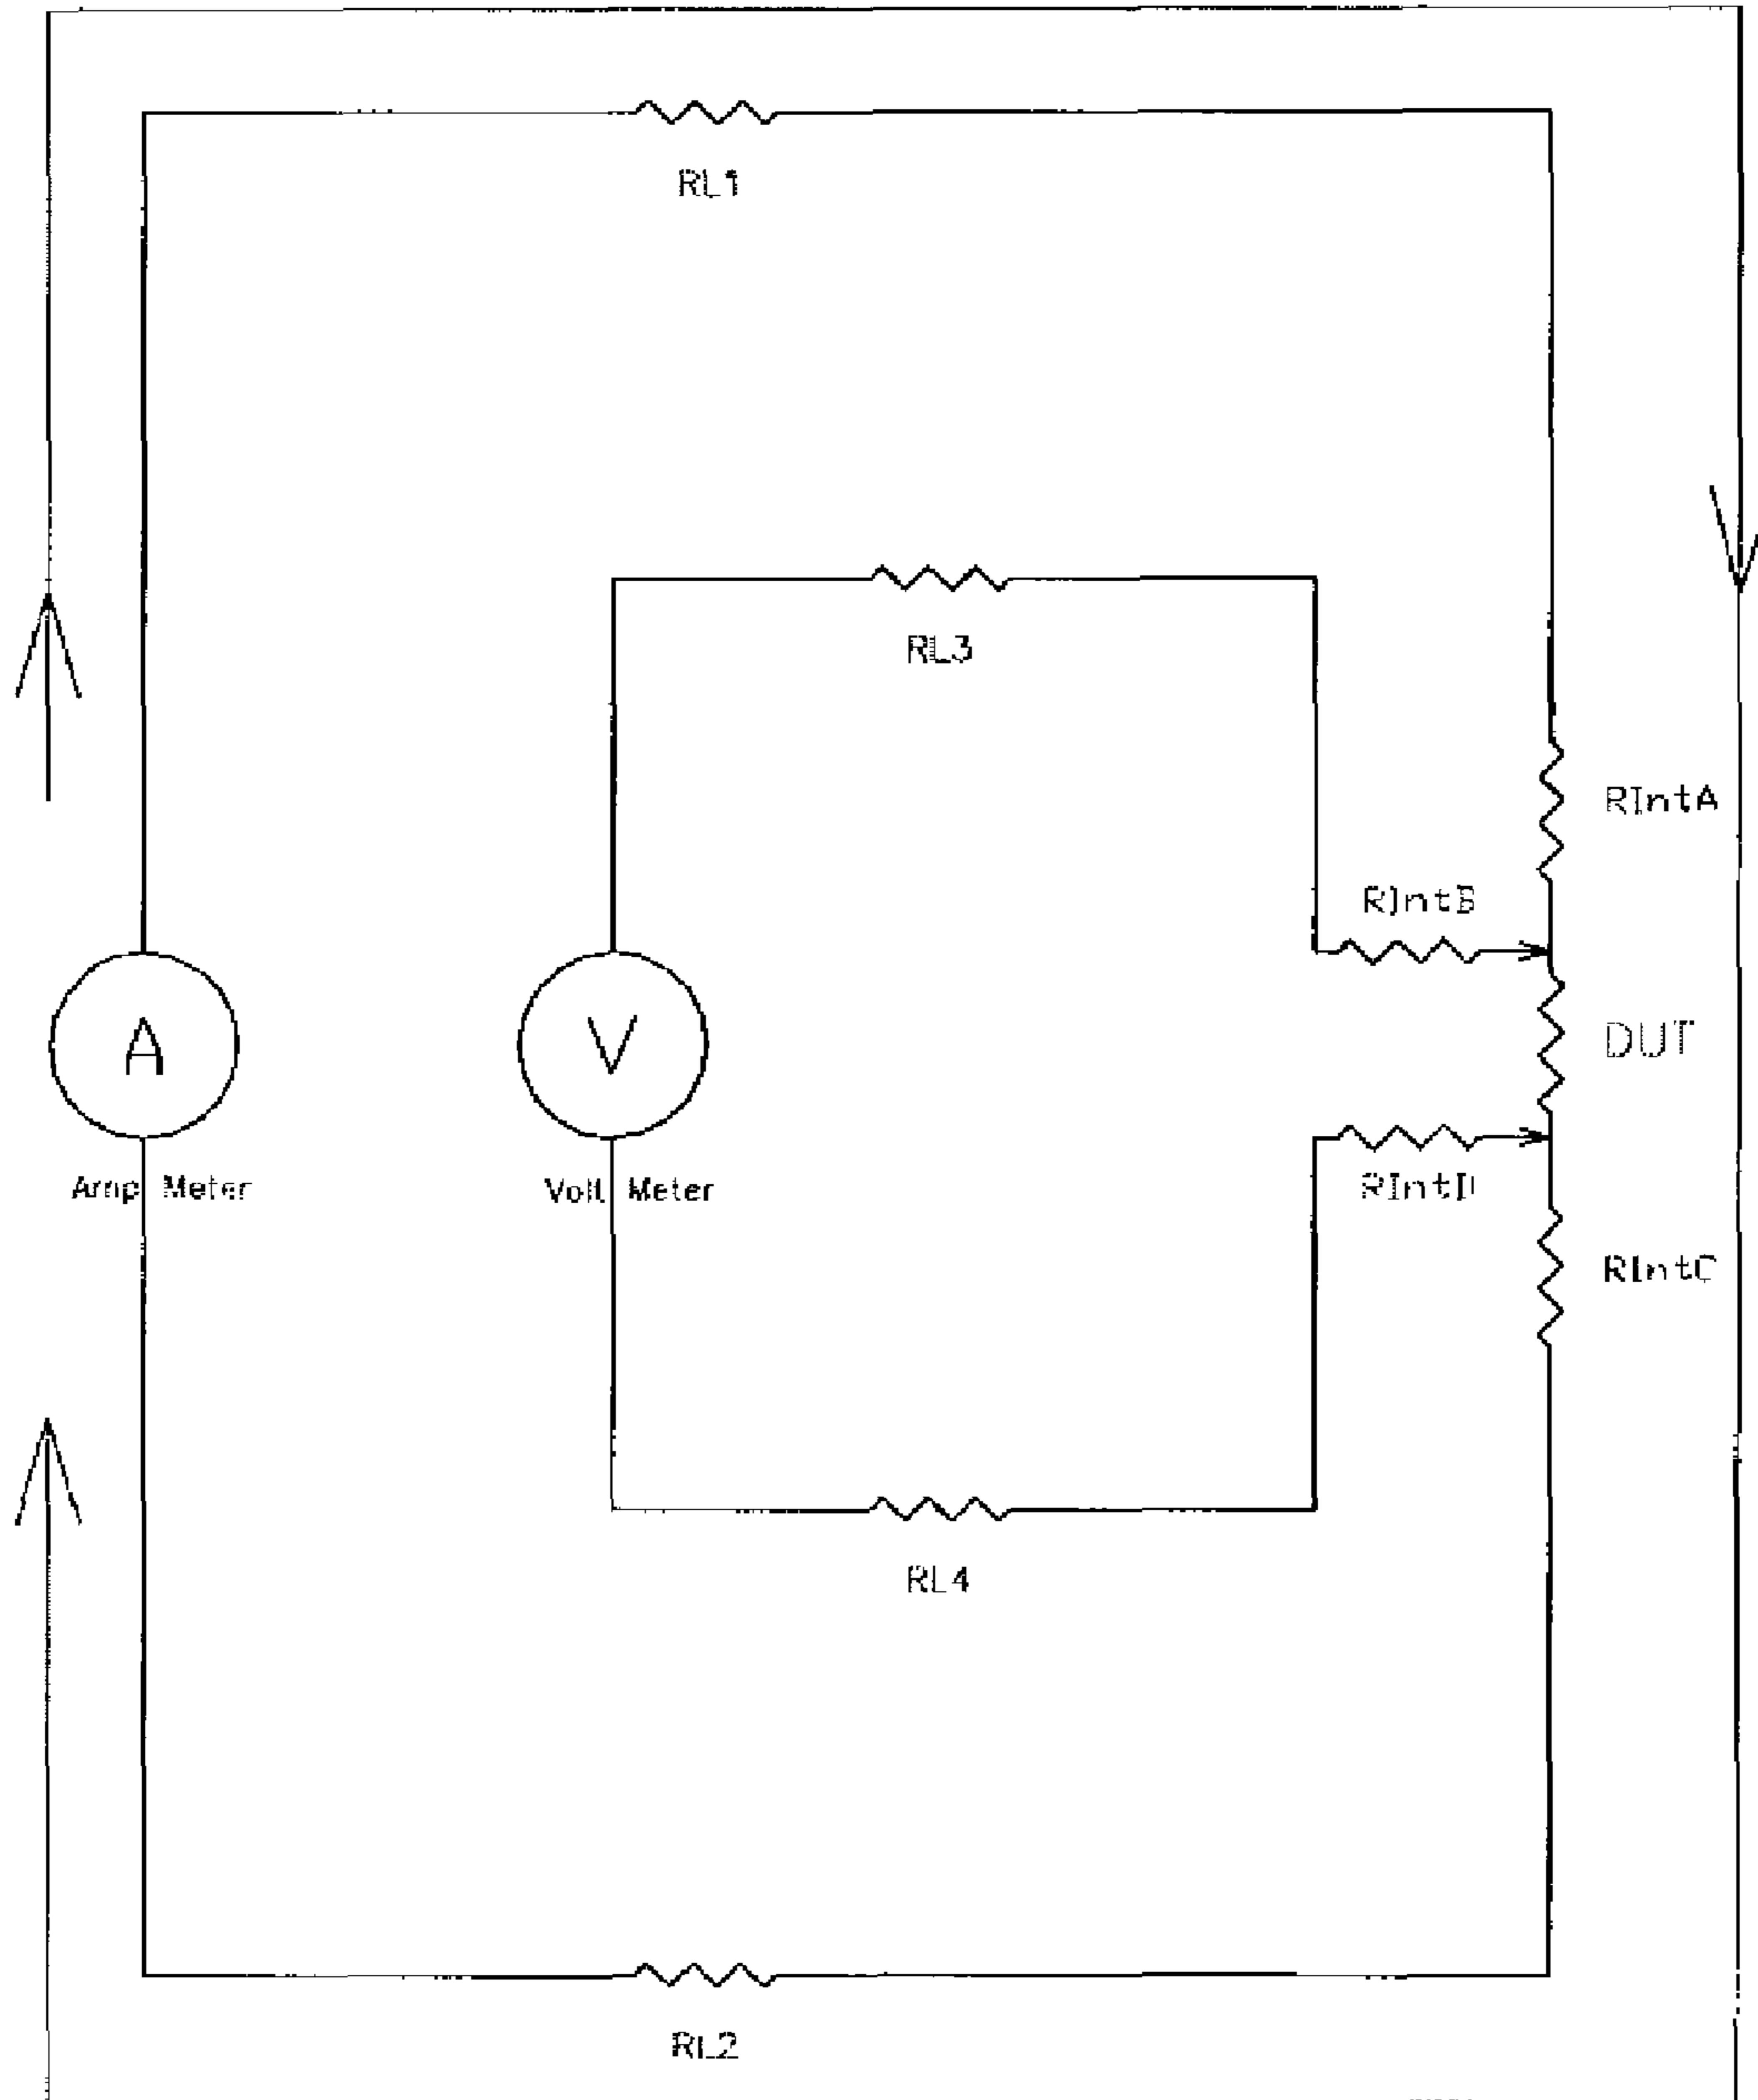 RL1
RL3
RIntA
RIntB
A
V
DUT
Amp Meter
Volt Meter
RIntD
RIntC
RL4
RL2